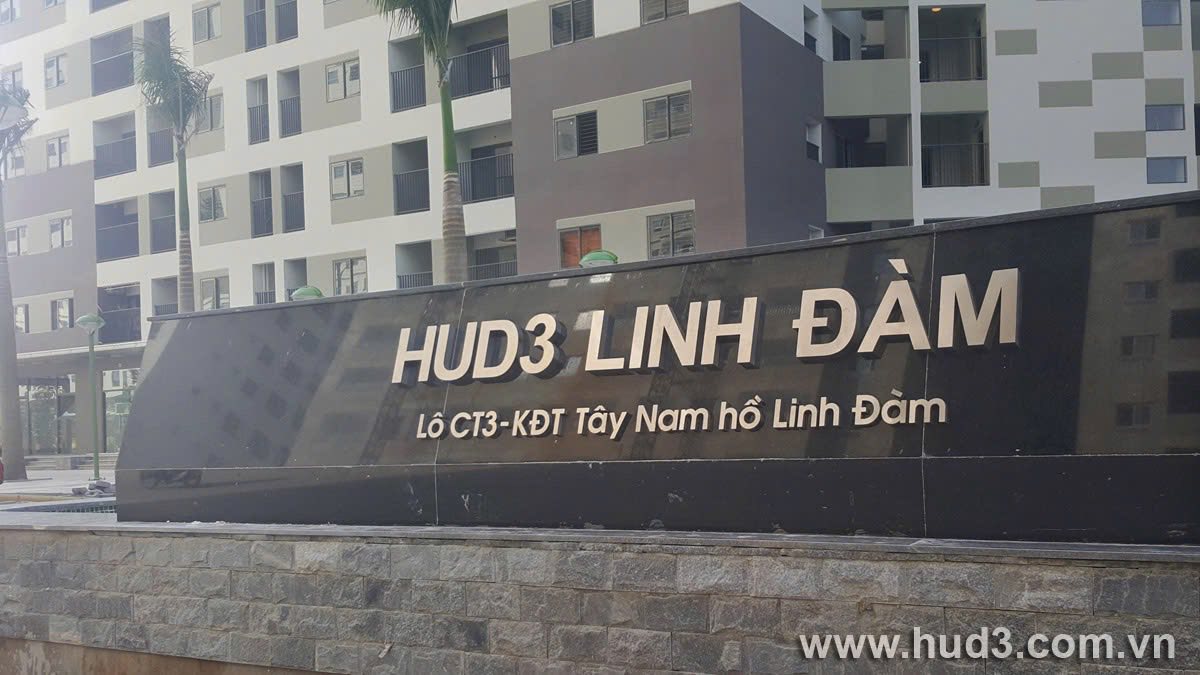 HUD3 LINH ĐÀM
Lô CT3-KĐT Tây Nam hồ Linh Đàm
www.hud3.com.vn